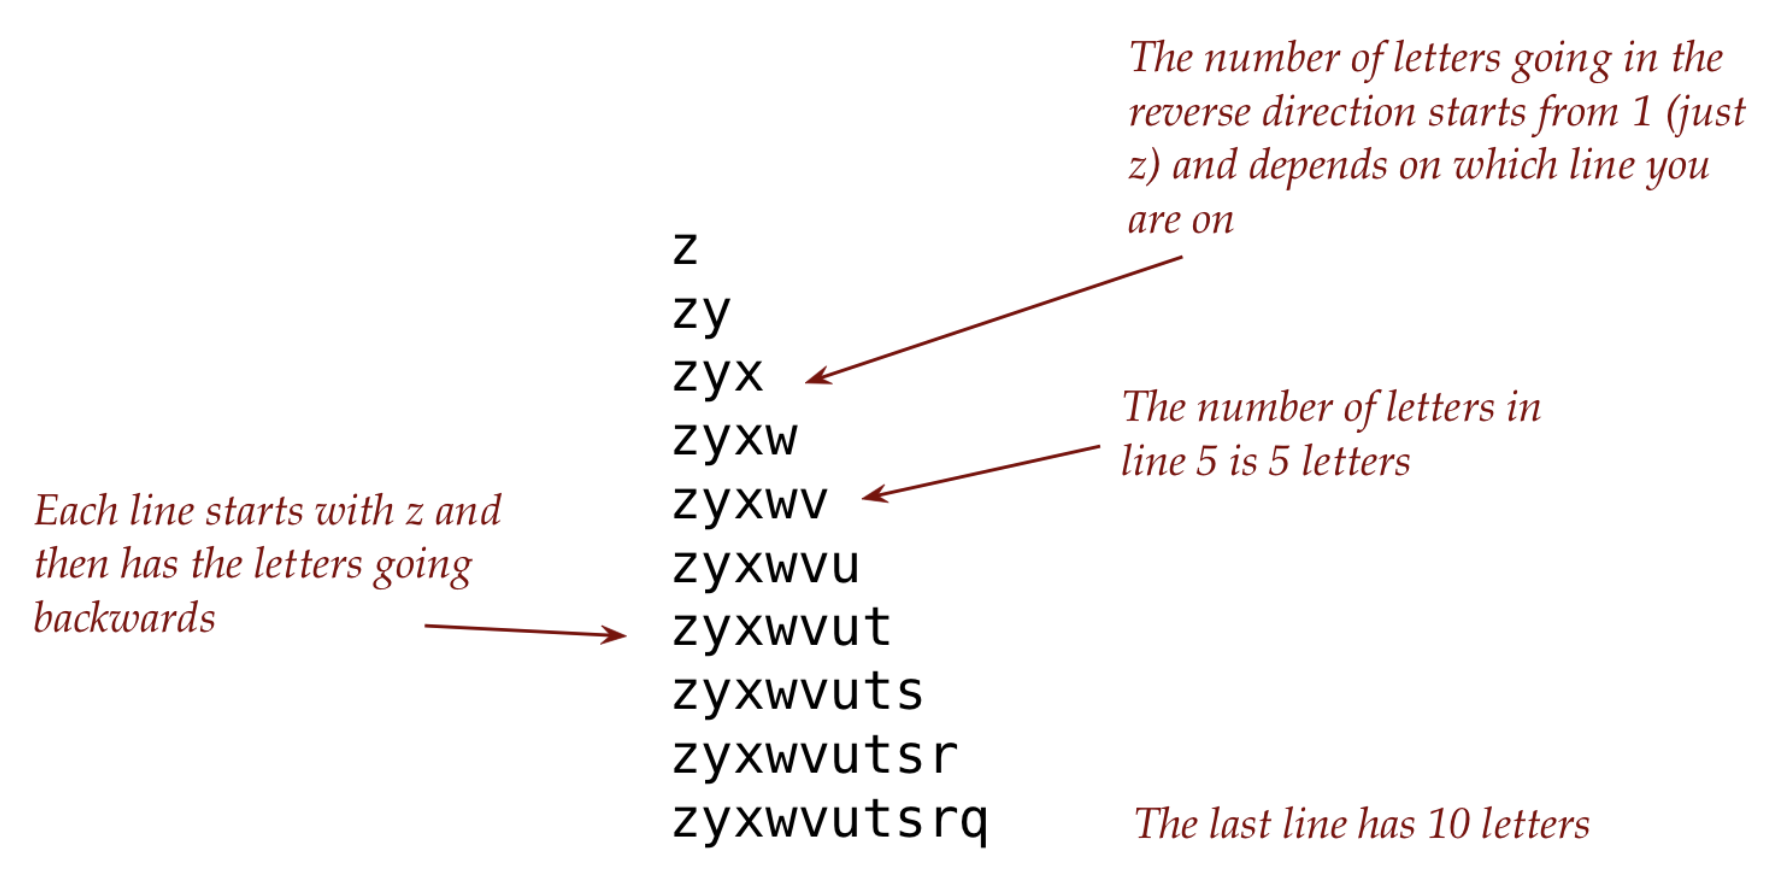 The number of letters going in the
reverse direction starts from 1 (just
z) and depends on which line you
are on
z
zy
zyx
zyxw
zyxwv
zyxwvu
zyxwvut
zyxwvuts
zyxwvutsr
zyxwvutsrq
The number of letters in
line 5 is 5 letters
Each line starts with z and
then has the letters going
backwards
The last line has 10 letters